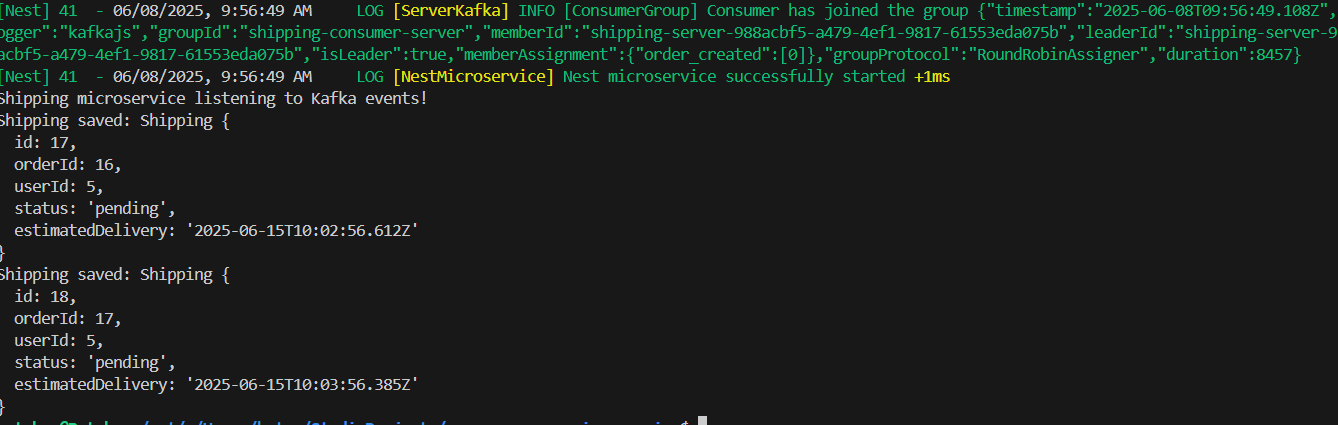 [Nest] 41  - 06/08/2025, 9:56:49 AM     LOG [ServerKafka] INFO [ConsumerGroup] Consumer has joined the group {"timestamp":"2025-06-08T09:56:49.108Z",
ogger":"kafkajs","groupId":"shipping-consumer-server","memberId":"shipping-server-988acbf5-a479-4ef1-9817-61553eda075b","leaderId":"shipping-server-9
acbf5-a479-4ef1-9817-61553eda075b","isLeader":true,"memberAssignment":{"order_created":[0]},"groupProtocol":"RoundRobinAssigner","duration":8457}
[Nest] 41  - 06/08/2025, 9:56:49 AM     LOG [NestMicroservice] Nest microservice successfully started +1ms
Shipping microservice listening to Kafka events!
Shipping saved: Shipping {
  id: 17,
  orderId: 16,
  userId: 5,
  status: 'pending',
  estimatedDelivery: '2025-06-15T10:02:56.612Z'
}
Shipping saved: Shipping {
  id: 18,
  orderId: 17,
  userId: 5,
  status: 'pending',
  estimatedDelivery: '2025-06-15T10:03:56.385Z'
}
$